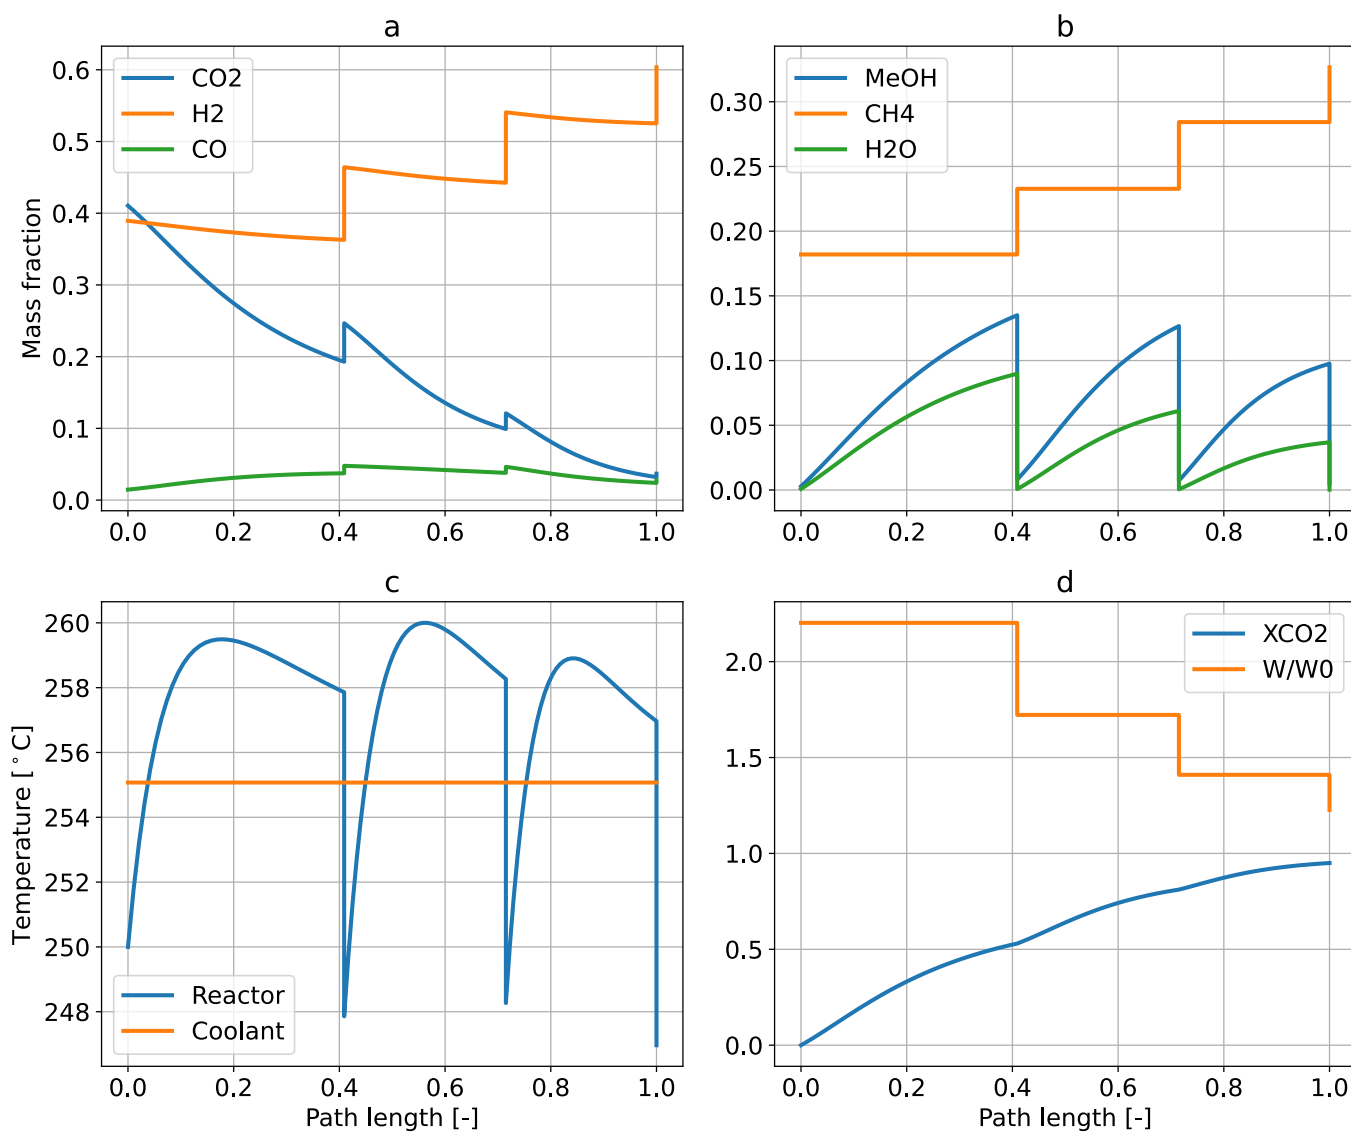 a
0.6
0.5
0.4
0.3
0.2
0.1
0.0
Mass fraction
CO2
H2
CO
0.0 0.2 0.4 0.6 0.8 1.0
b
0.30
0.25
0.20
0.15
0.10
0.05
0.00
MeOH
CH4
H2O
0.0 0.2 0.4 0.6 0.8 1.0
c
260
258
256
254
252
250
248
Temperature [°C]
Reactor
Coolant
0.0 0.2 0.4 0.6 0.8 1.0
Path length [-]
d
2.0
1.5
1.0
0.5
0.0
XCO2
W/W0
0.0 0.2 0.4 0.6 0.8 1.0
Path length [-]